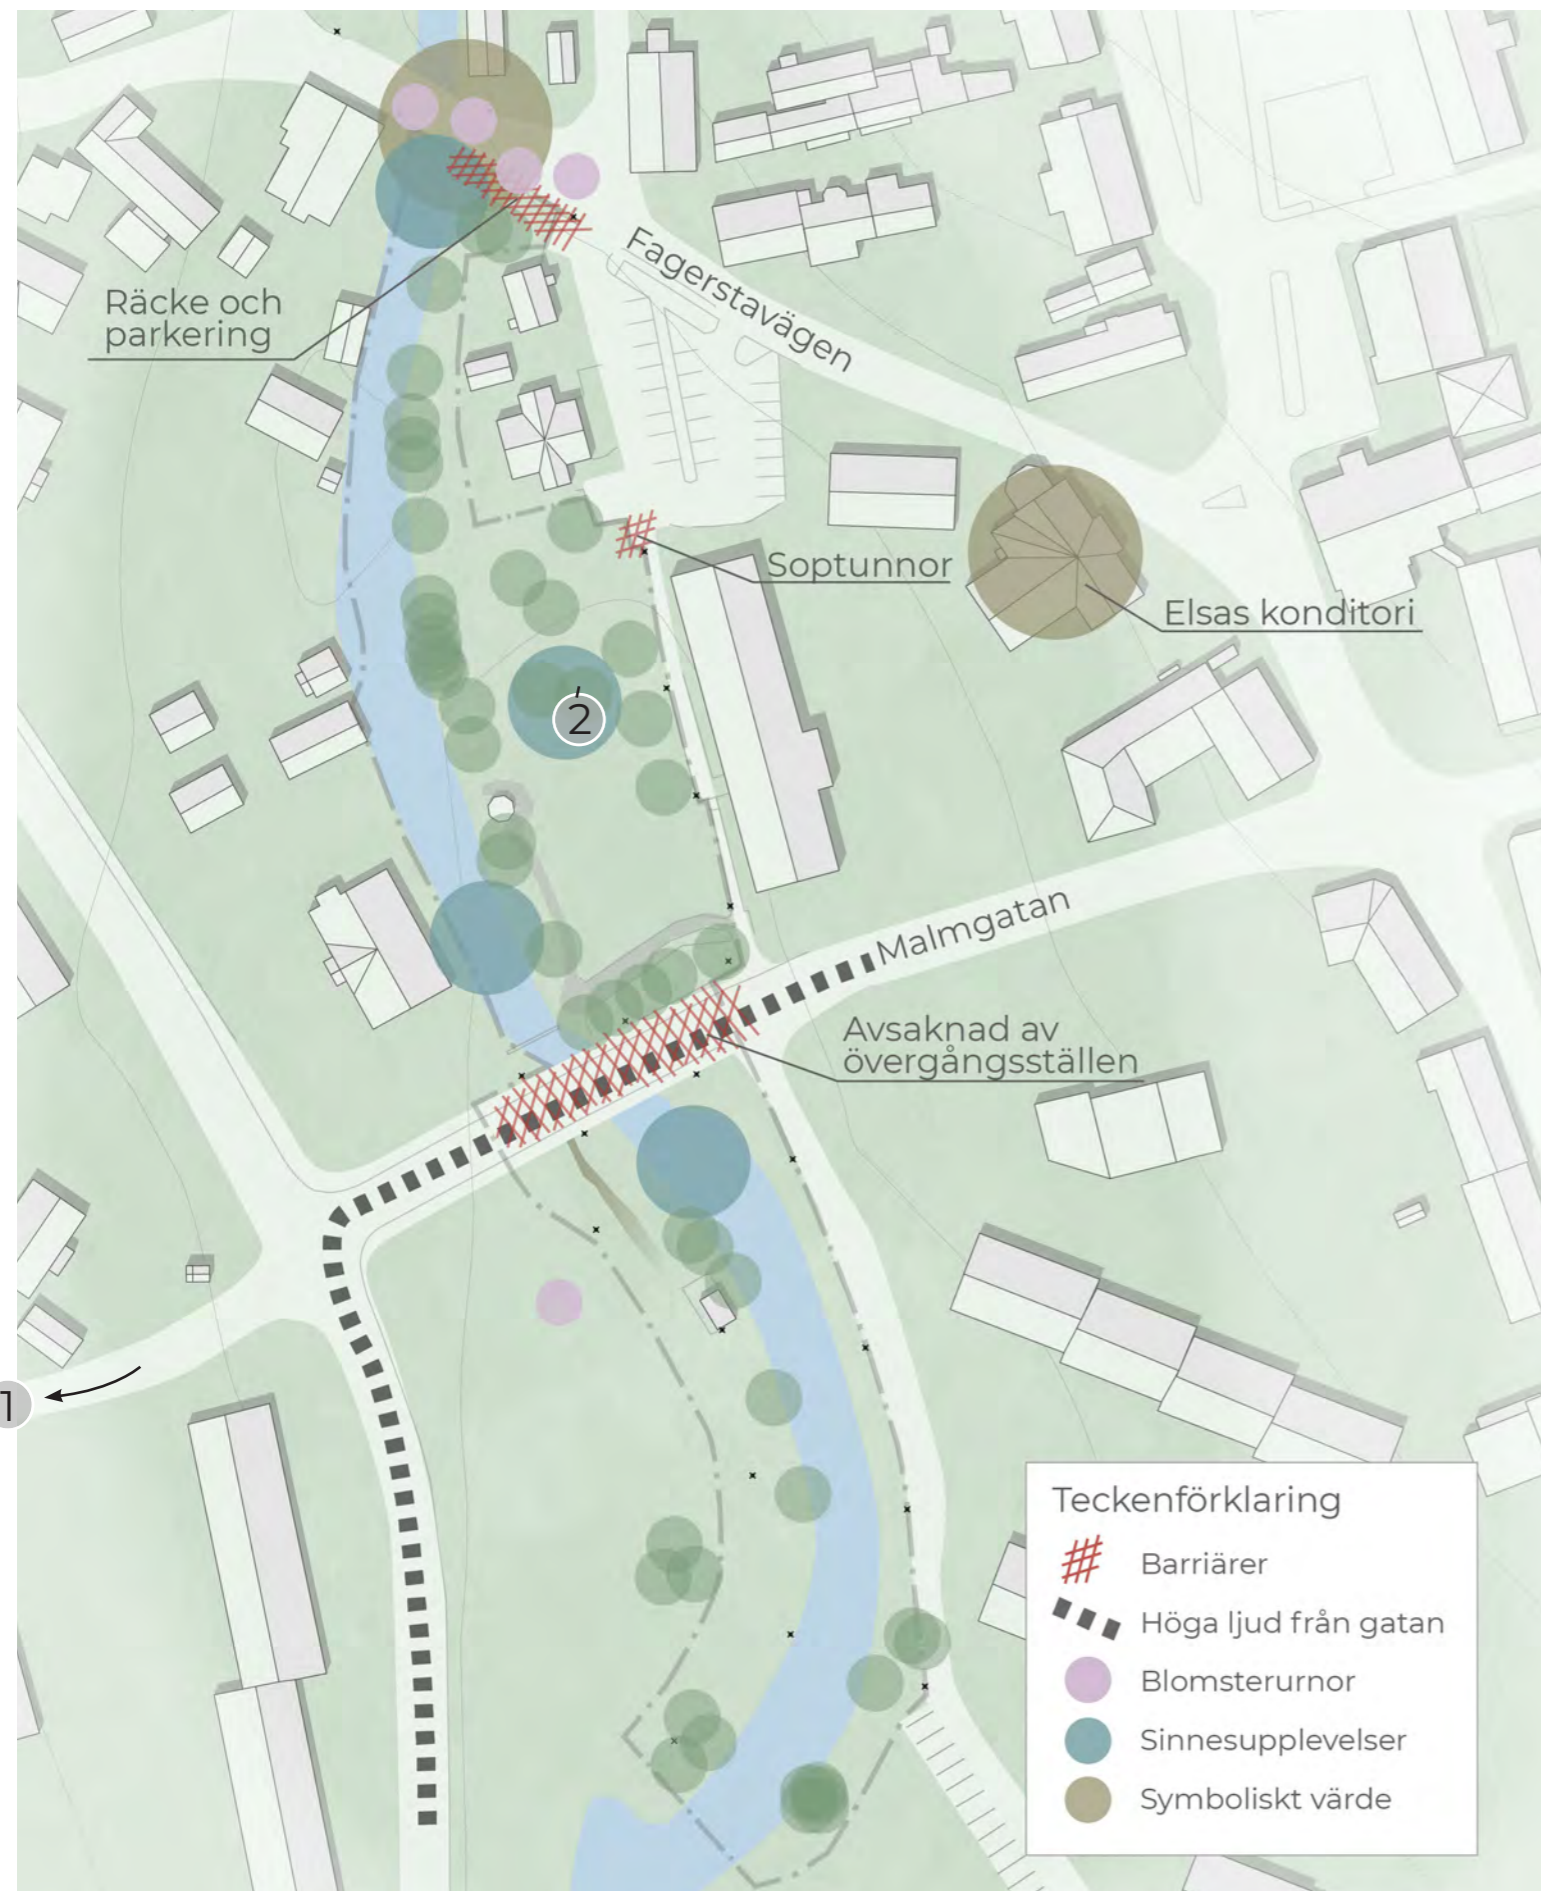 Fagerstavägen
Räcke och
parkering
Soptunnor
Elsas konditori
2
Malmgatan
Avsaknad av
övergångsställen
1
Teckenförklaring
Barriärer
Höga ljud från gatan
Blomsterurnor
Sinnesupplevelser
Symboliskt värde